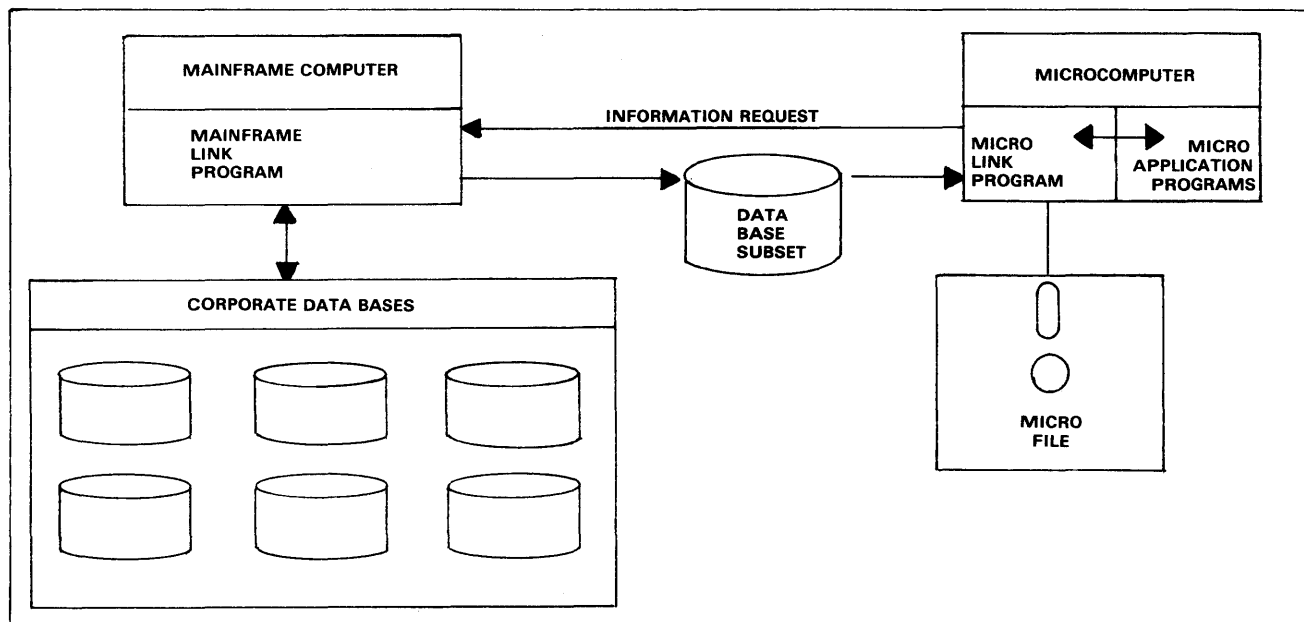 MAINFRAME COMPUTER
MAINFRAME
LINK
PROGRAM
INFORMATION REQUEST
DATA
BASE
SUBSET
MICROCOMPUTER
MICRO
LINK
PROGRAM
MICRO
APPLICATION
PROGRAMS
CORPORATE DATA BASES
MICRO
FILE